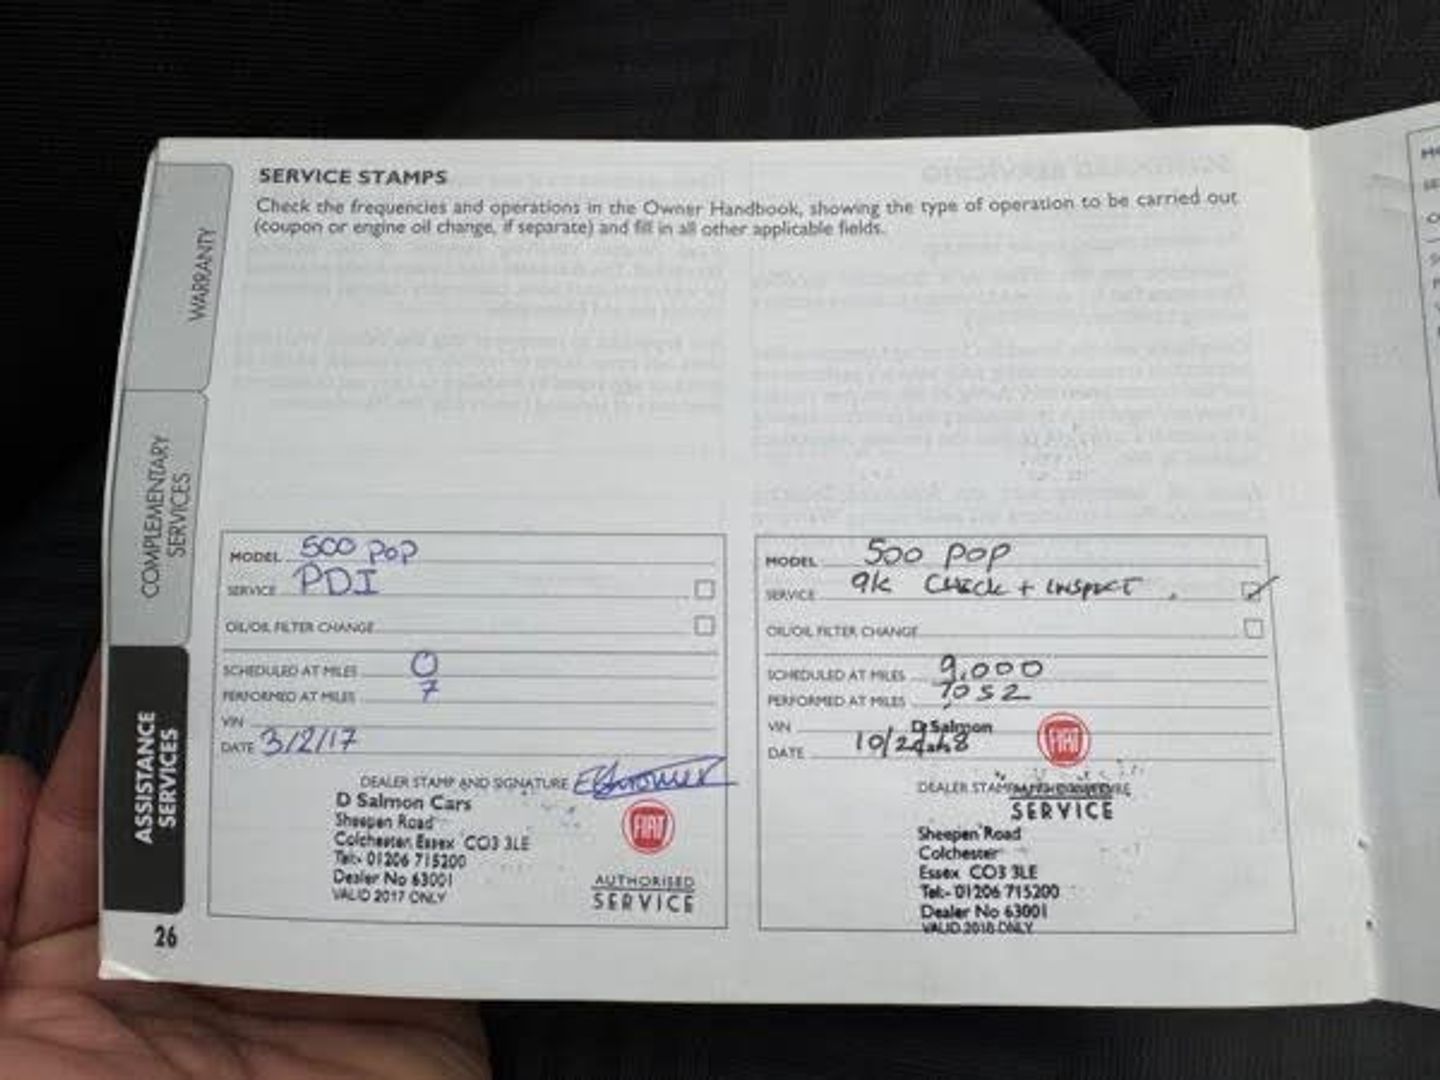 SERVICE STAMPS
Check the frequencies and operations in the Owner Handbook, showing the type of operation to be carried out
(coupon or engine oil change, if separate) and fill in all other applicable fields.
WARRANTY
COMPLEMENTARY
SERVICES
ASSISTANCE
SERVICES
26
MODEL 500 POP
SERVICE PDI
OIL/OIL FILTER CHANGE
SCHEDULED AT MILES 0
PERFORMED AT MILES 7
VIN
DATE 3/2/17
DEALER STAMP AND SIGNATURE
D Salmon Cars
Sheepen Road
Colchester Essex CO3 3LE
Tel:- 01206 715200
Dealer No 63001
VALID 2017 ONLY
FIAT
AUTHORISED
SERVICE
MODEL 500 POP
SERVICE 9k CHECK + INSPECT
OIL/OIL FILTER CHANGE
SCHEDULED AT MILES 9,000
PERFORMED AT MILES 7052
VIN
D Salmon
DATE 10/2/18
FIAT
DEALER STAMP
SERVICE
Sheepen Road
Colchester
Essex CO3 3LE
Tel:- 01206 715200
Dealer No 63001
VALID 2018 ONLY